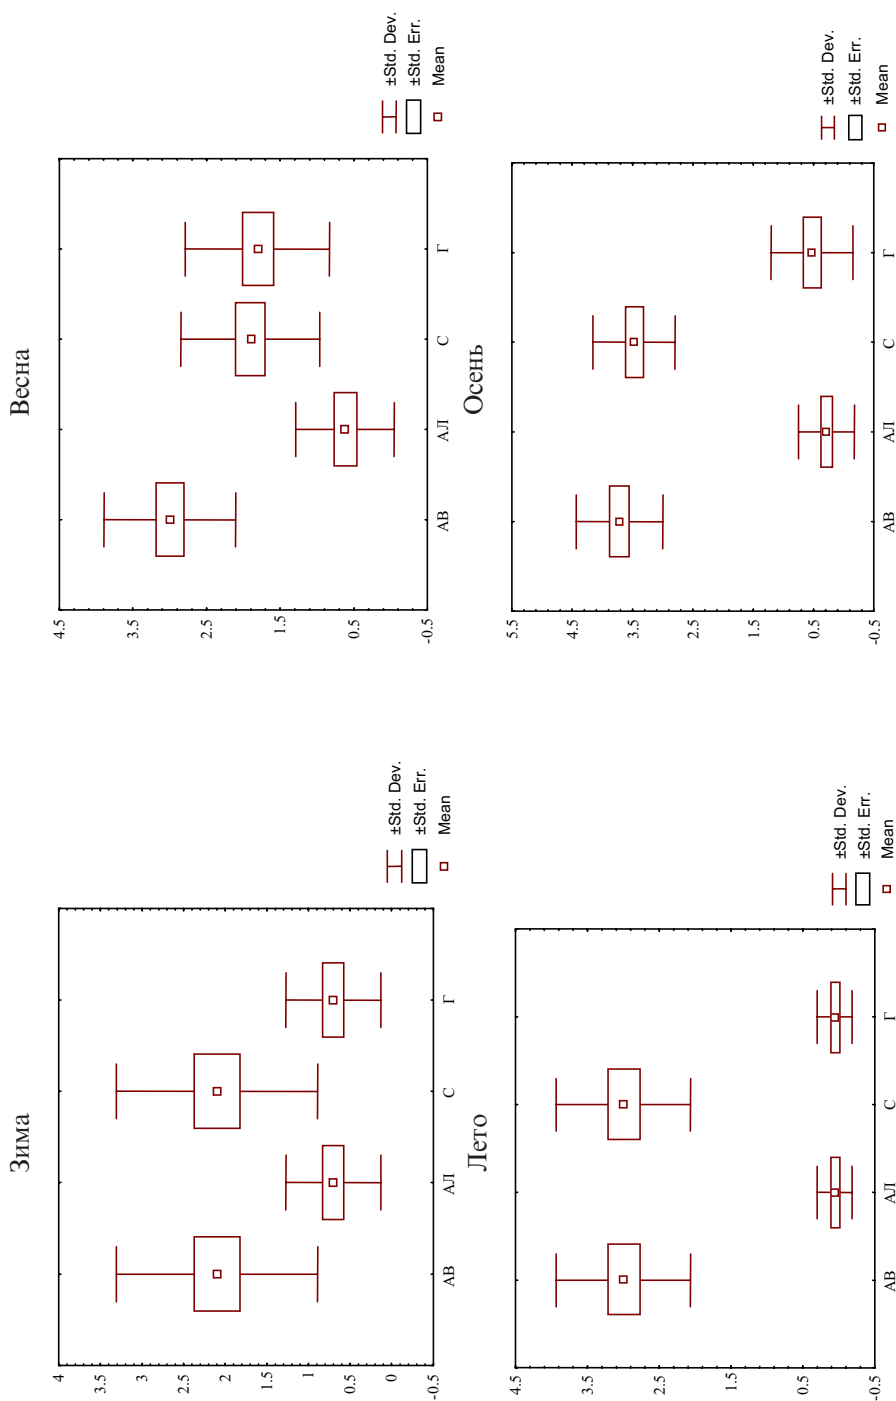 Зима
4
3.5
3
2.5
2
1.5
1
0.5
0
-0.5
АВ
АЛ
С
Г
±Std. Dev.
±Std. Err.
Mean
Весна
4.5
3.5
2.5
1.5
0.5
-0.5
АВ
АЛ
С
Г
±Std. Dev.
±Std. Err.
Mean
Лето
4.5
3.5
2.5
1.5
0.5
-0.5
АВ
АЛ
С
Г
±Std. Dev.
±Std. Err.
Mean
Осень
5.5
4.5
3.5
2.5
1.5
0.5
-0.5
АВ
АЛ
С
Г
±Std. Dev.
±Std. Err.
Mean